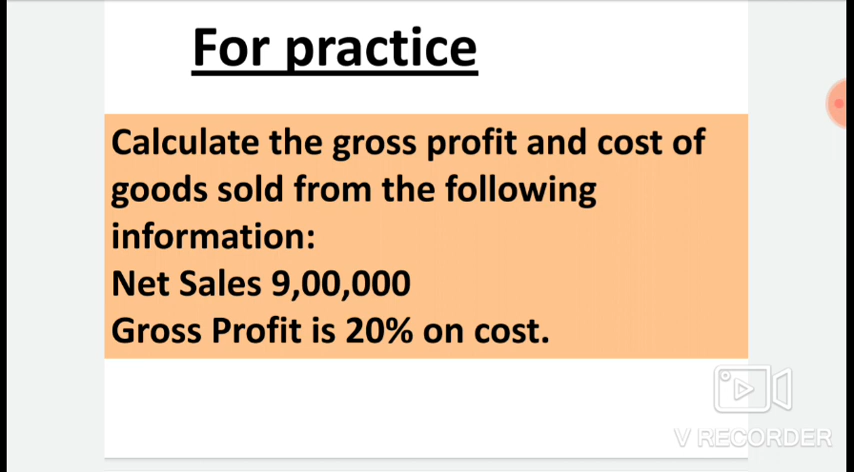 For practice
Calculate the gross profit and cost of
goods sold from the following
information:
Net Sales 9,00,000
Gross Profit is 20% on cost.
V RECORDER